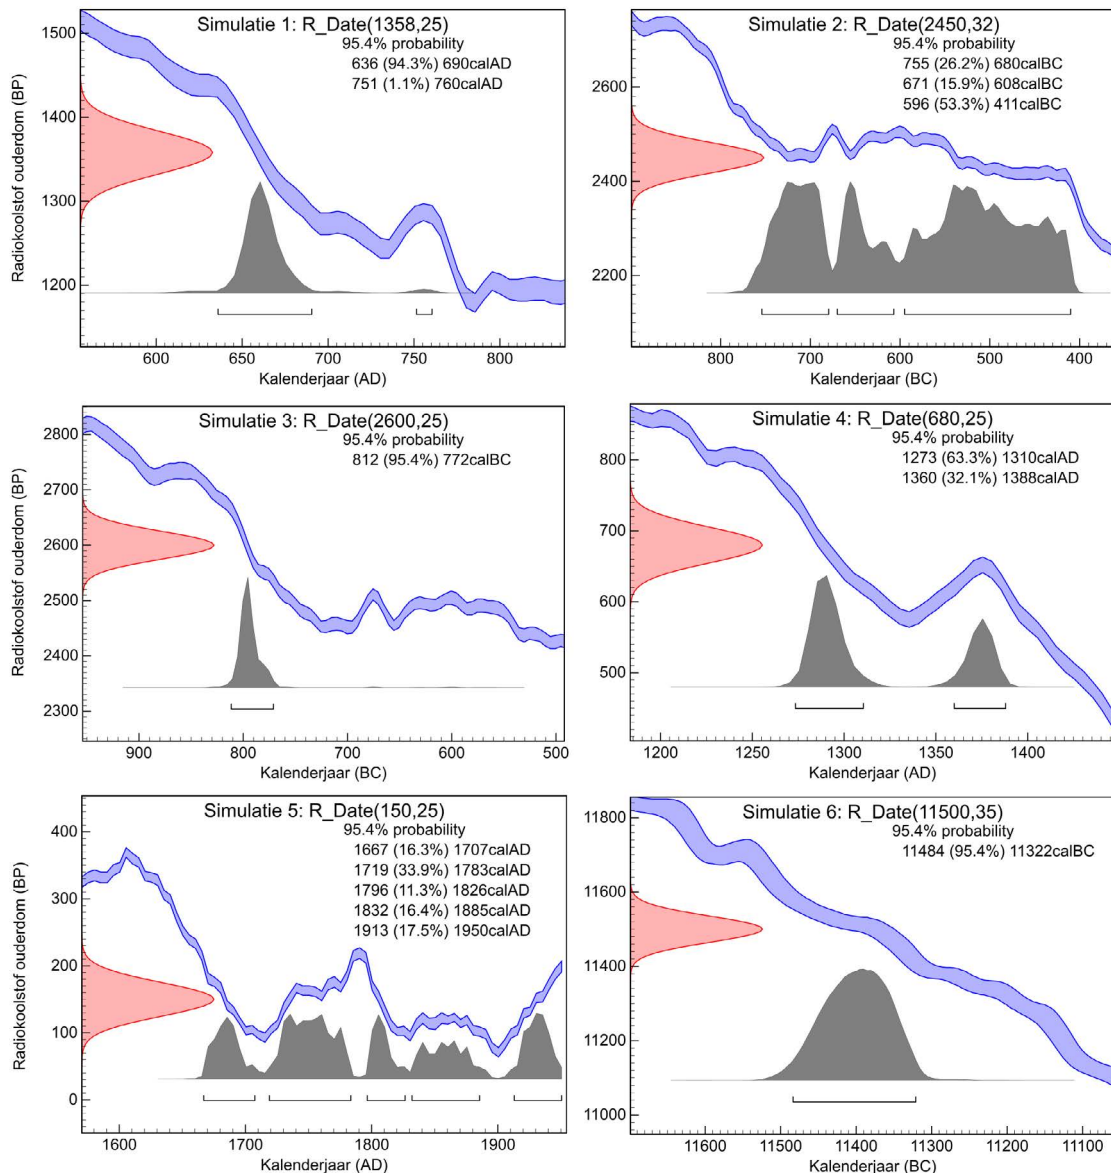 Simulatie 1: R_Date(1358,25)
95.4% probability
636 (94.3%) 690calAD
751 (1.1%) 760calAD
Radiokoolstof ouderdom (BP)
1500
1400
1300
1200
600 650 700 750 800
Kalenderjaar (AD)
Simulatie 2: R_Date(2450,32)
95.4% probability
755 (26.2%) 680calBC
671 (15.9%) 608calBC
596 (53.3%) 411calBC
2600
2400
2200
800 700 600 500 400
Kalenderjaar (BC)
Simulatie 3: R_Date(2600,25)
95.4% probability
812 (95.4%) 772calBC
Radiokoolstof ouderdom (BP)
2800
2700
2600
2500
2400
2300
900 800 700 600 500
Kalenderjaar (BC)
Simulatie 4: R_Date(680,25)
95.4% probability
1273 (63.3%) 1310calAD
1360 (32.1%) 1388calAD
800
700
600
500
1200 1250 1300 1350 1400
Kalenderjaar (AD)
Simulatie 5: R_Date(150,25)
95.4% probability
1667 (16.3%) 1707calAD
1719 (33.9%) 1783calAD
1796 (11.3%) 1826calAD
1832 (16.4%) 1885calAD
1913 (17.5%) 1950calAD
Radiokoolstof ouderdom (BP)
400
300
200
100
0
1600 1700 1800 1900
Kalenderjaar (AD)
Simulatie 6: R_Date(11500,35)
95.4% probability
11484 (95.4%) 11322calBC
11800
11600
11400
11200
11000
11600 11500 11400 11300 11200 11100
Kalenderjaar (BC)